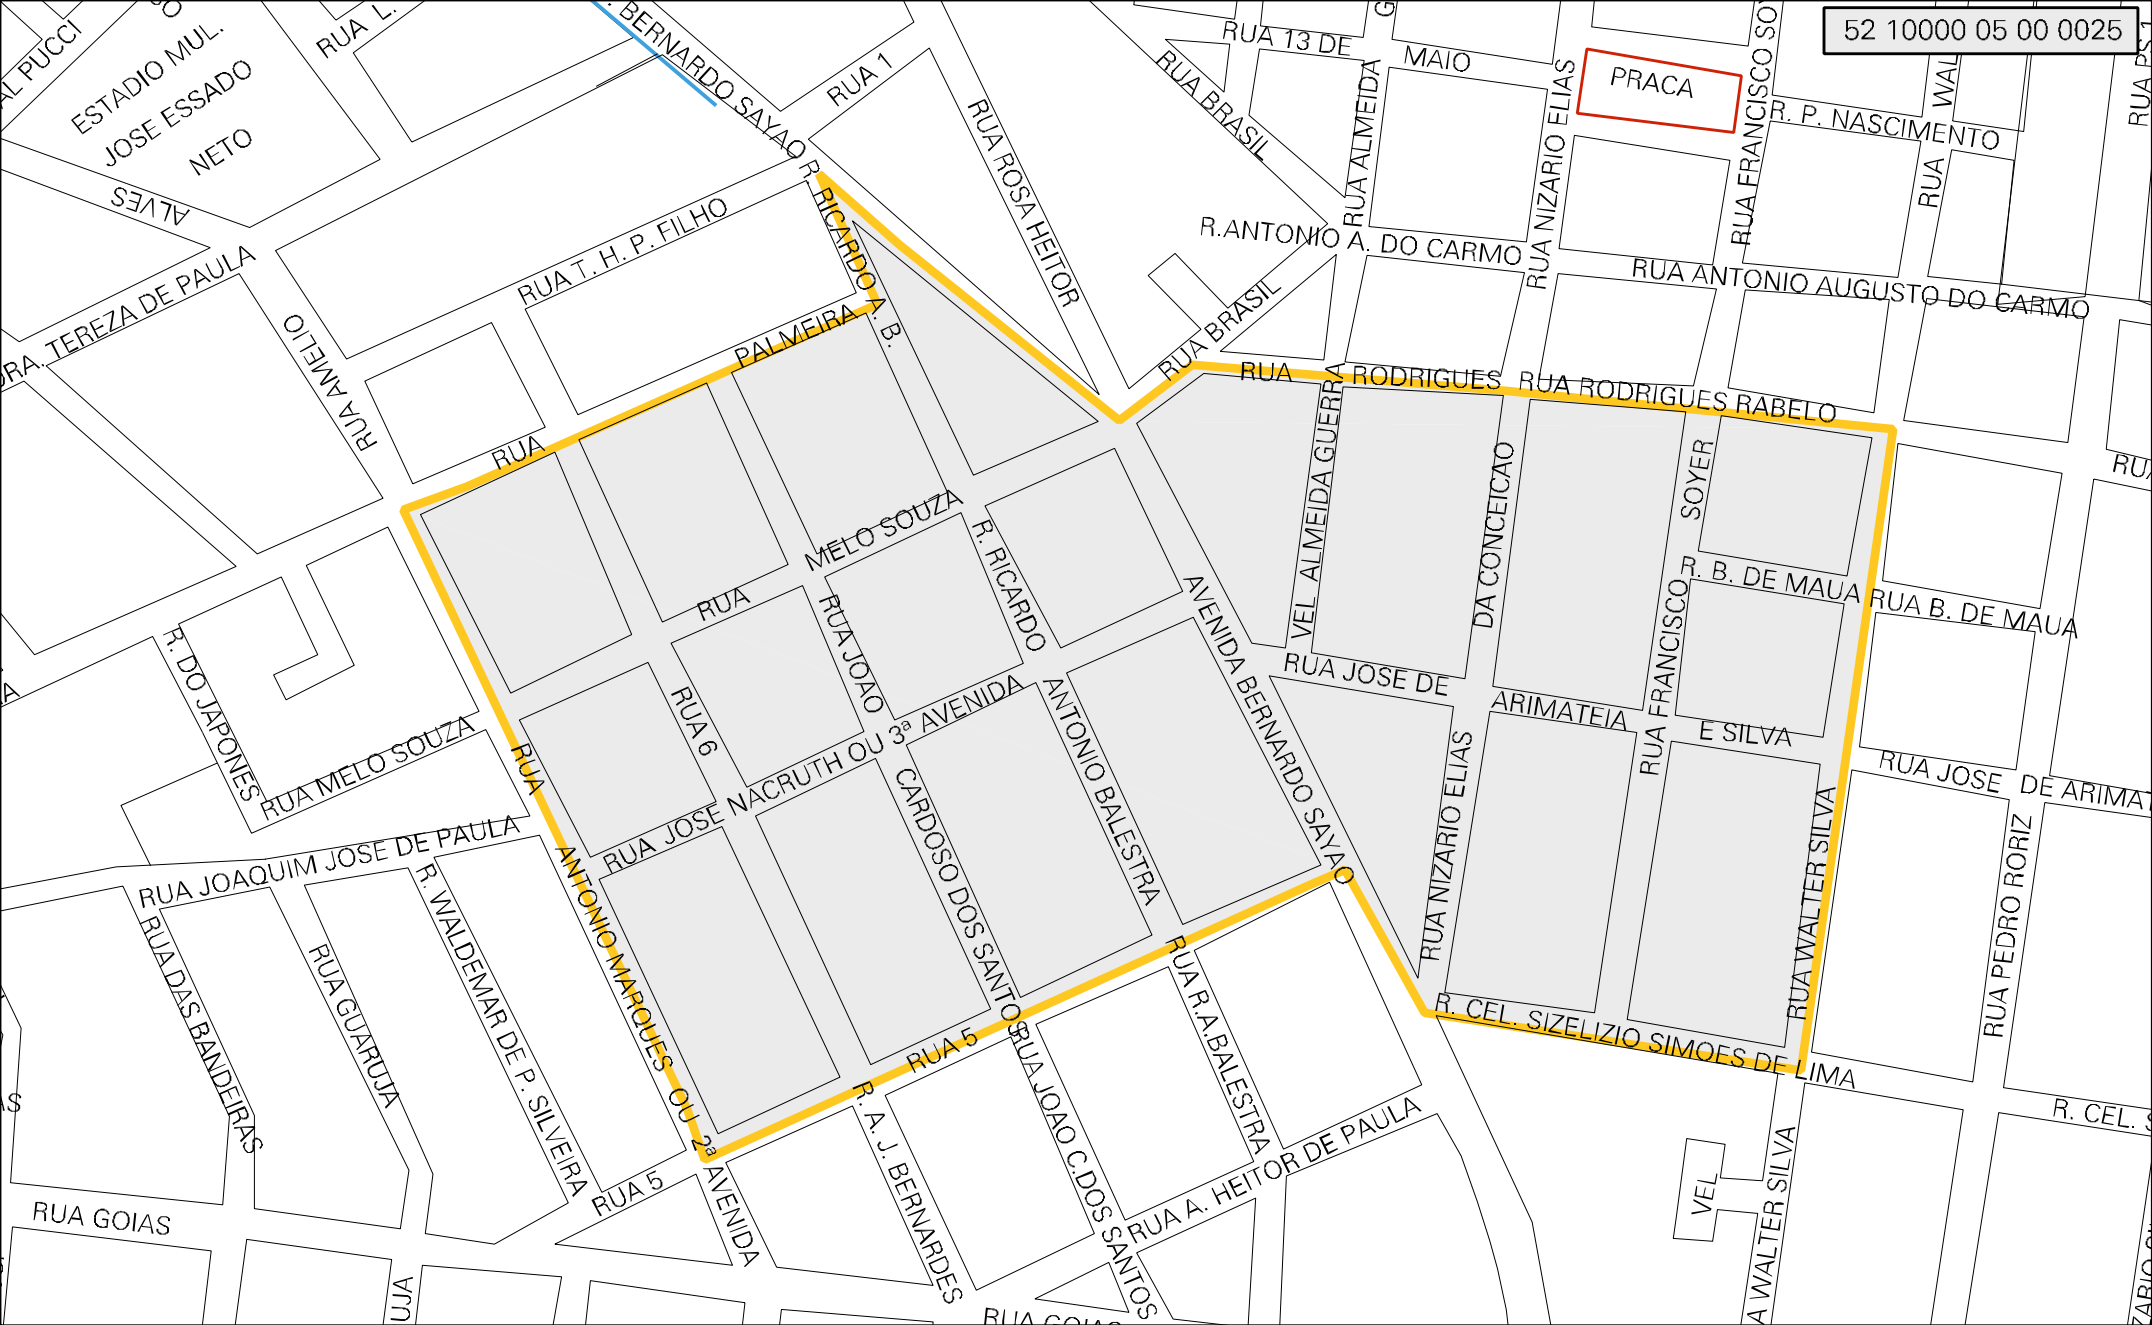 52 10000 05 00 0025
AL PUCCI
ESTADIO MUL.
JOSE ESSADO
NETO
RUA L.
. BERNARDO SAYAO
RUA 1
RUA 13 DE
MAIO
PRACA
RUA BRASIL
RUA ROSA HEITOR
RUA ALMEIDA
RUA NIZARIO ELIAS
RUA FRANCISCO SOY
R. P. NASCIMENTO
RUA
WAL
ALVES
RUA T. H. P. FILHO
R. RICARDO A. B.
R.ANTONIO A. DO CARMO
RUA ANTONIO AUGUSTO DO CARMO
DRA. TEREZA DE PAULA
RUA AMELIO
RUA PALMEIRA
RUA BRASIL
RUA RODRIGUES
RUA RODRIGUES RABELO
VEL ALMEIDA GUERRA
DA CONCEICAO
RUA FRANCISCO SOYER
RUA MELO SOUZA
R. RICARDO
ANTONIO BALESTRA
RUA JOAO
CARDOSO DOS SANTOS
RUA 6
AVENIDA BERNARDO SAYAO
R. B. DE MAUA
RUA B. DE MAUA
RUA JOSE DE
ARIMATEIA
E SILVA
RUA JOSE DE ARIMAT
R. DO JAPONES
RUA MELO SOUZA
RUA JOSE NACRUTH OU 3ª AVENIDA
RUA ANTONIO MARQUES OU 2ª AVENIDA
RUA JOAQUIM JOSE DE PAULA
RUA DAS BANDEIRAS
RUA GUARUJA
R. WALDEMAR DE P. SILVEIRA
RUA NIZARIO ELIAS
RUA WALTER SILVA
RUA PEDRO RORIZ
R. CEL. SIZELIZIO SIMOES DE LIMA
R. CEL. S
RUA 5
RUA 5
R. A. J. BERNARDES
RUA JOAO C.DOS SANTOS
RUA R.A.BALESTRA
RUA A. HEITOR DE PAULA
VEL
A WALTER SILVA
RUA GOIAS
UJA
RUA GOIAS